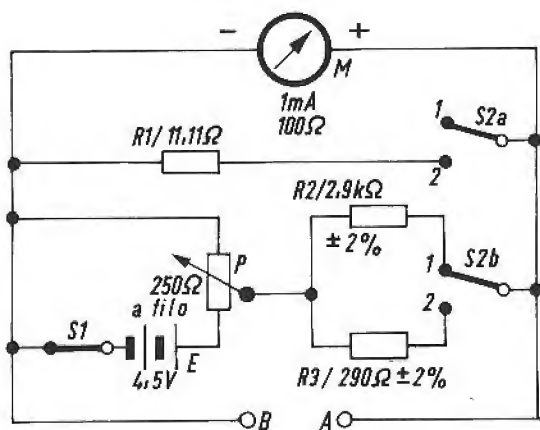 − +
M
1mA
100Ω
R1/11,11Ω
1 S2a
2
R2/2,9kΩ
± 2%
P
250Ω
a filo
1 S2b
2
S1
E
4,5V
R3/290Ω ±2%
B A